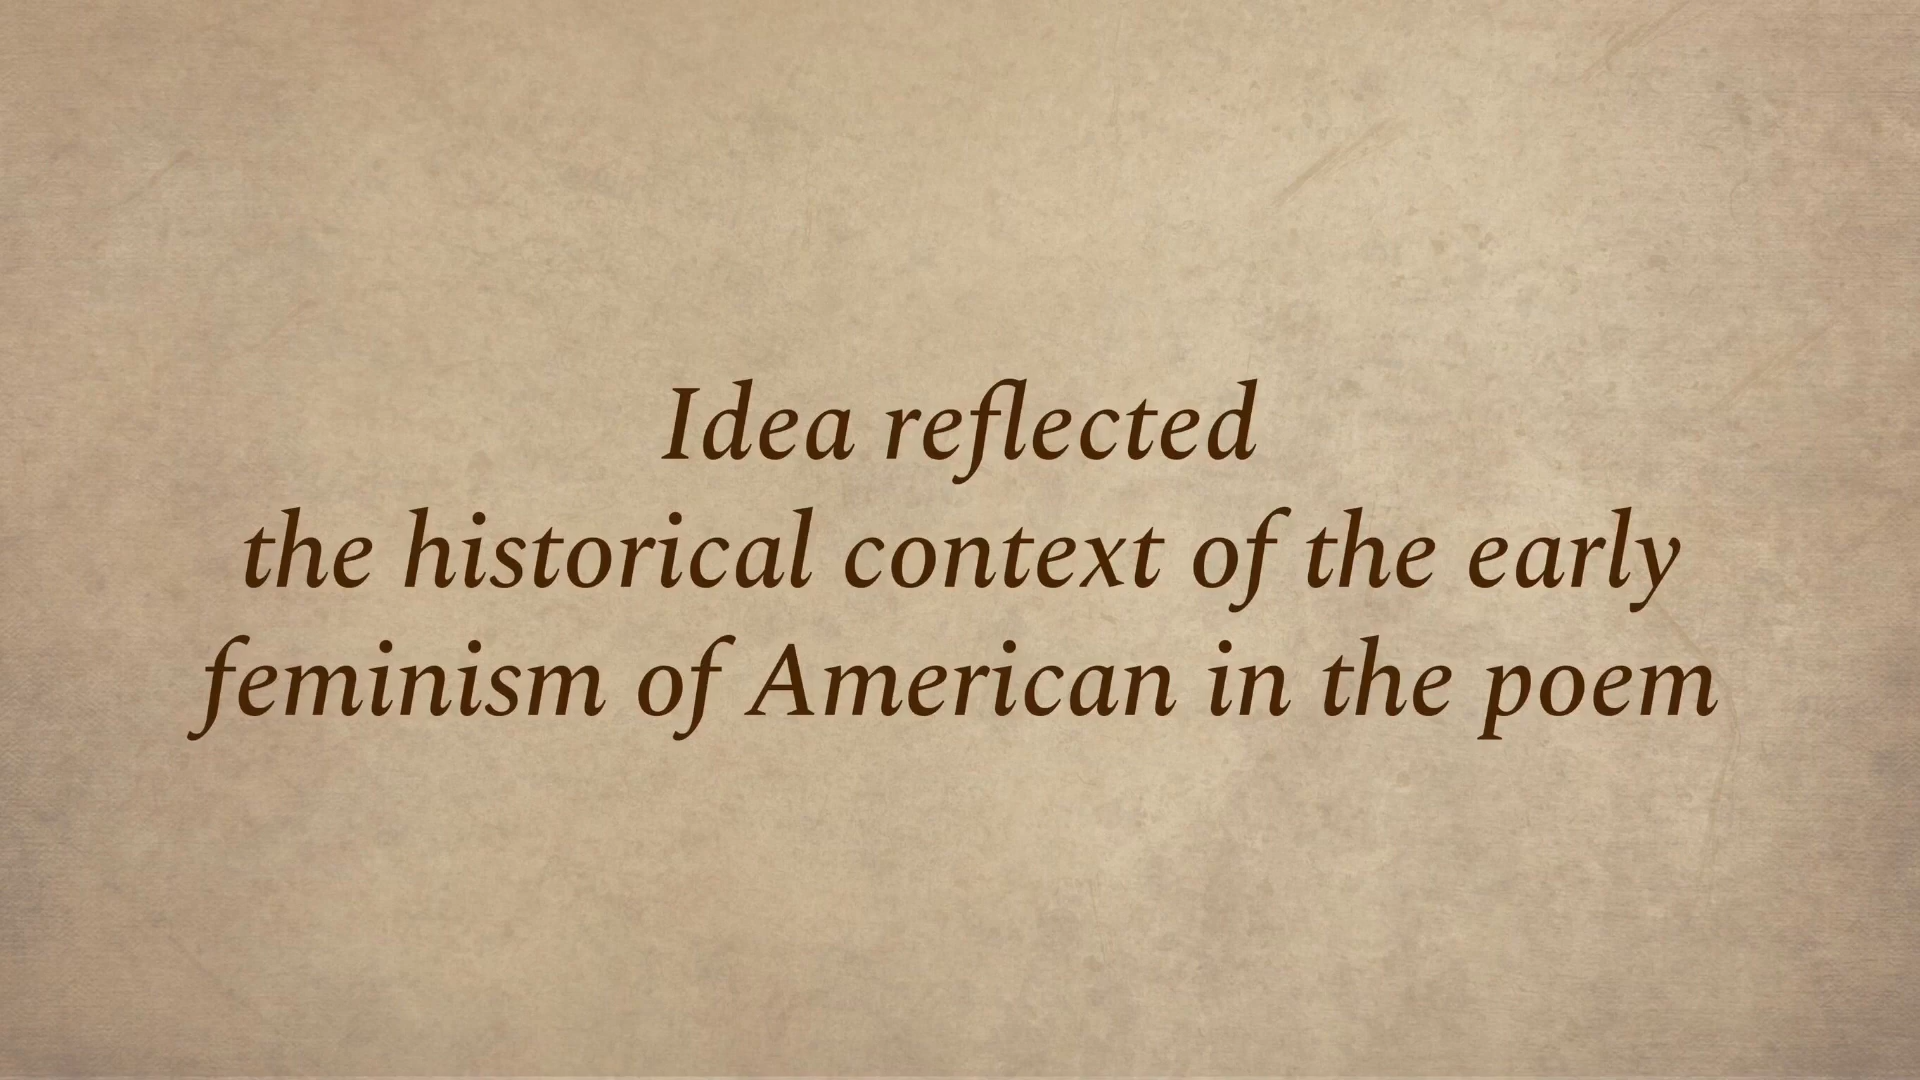 Idea reflected
the historical context of the early
feminism of American in the poem